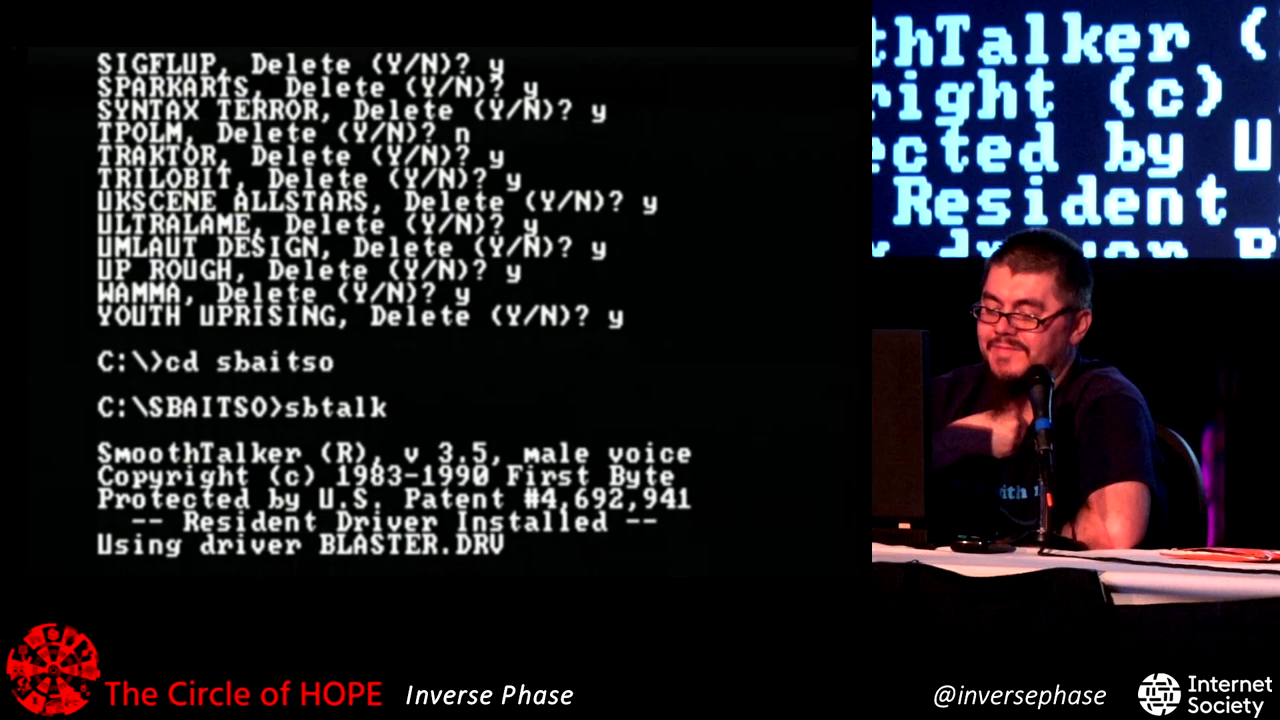 SIGFLUP, Delete (Y/N)? y
SPARKARTS, Delete (Y/N)? y
SYNTAX TERROR, Delete (Y/N)? y
TPOLM, Delete (Y/N)? n
TRAKTOR, Delete (Y/N)? y
TRILOBIT, Delete (Y/N)? y
UKSCENE ALLSTARS, Delete (Y/N)? y
ULTRALAME, Delete (Y/N)? y
UMLAUT DESIGN, Delete (Y/N)? y
UP ROUGH, Delete (Y/N)? y
WAMMA, Delete (Y/N)? y
YOUTH UPRISING, Delete (Y/N)? y
C:\>cd sbaitso
C:\SBAITSO>sbtalk
SmoothTalker (R), v 3.5, male voice
Copyright (c) 1983-1990 First Byte
Protected by U.S. Patent #4,692,941
-- Resident Driver Installed --
Using driver BLASTER.DRV
thTalker (
right (c)
ected by U
Resident
The Circle of HOPE
Inverse Phase
@inversephase
Internet
Society